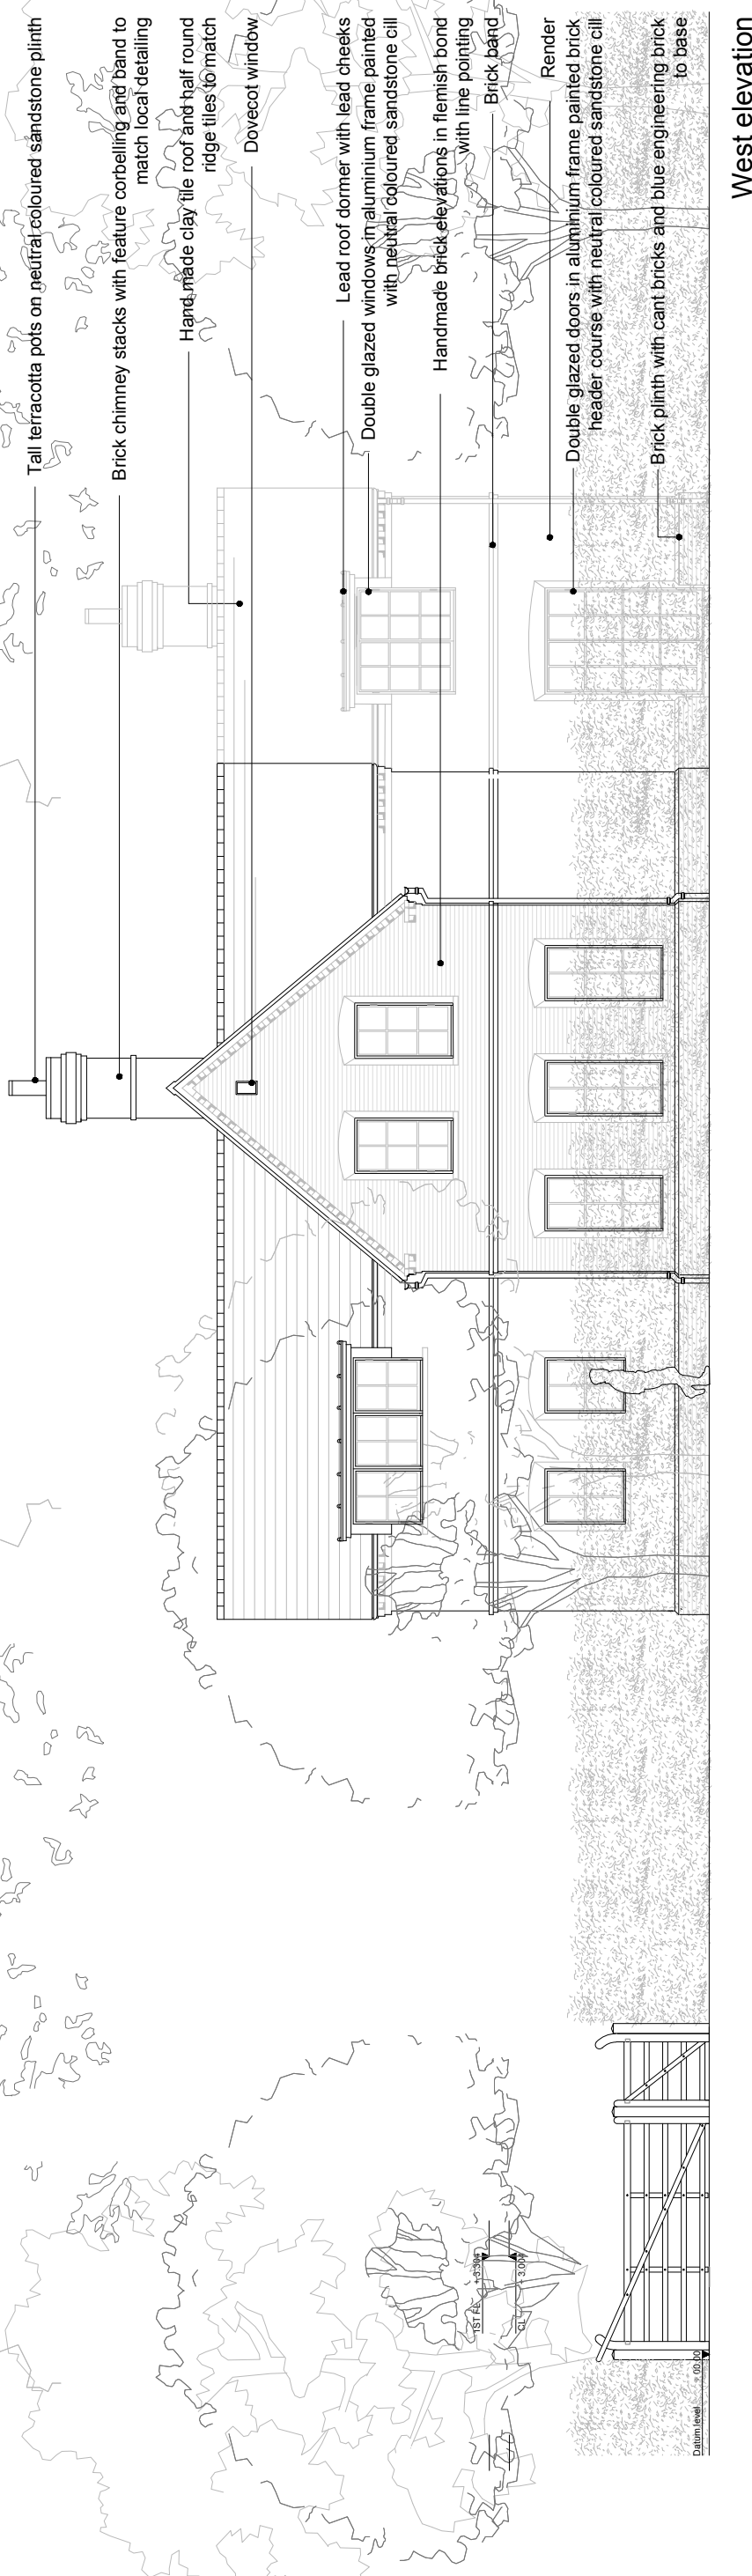 Tall terracotta pots on neutral coloured sandstone plinth
Brick chimney stacks with feature corbelling and band to
match local detailing
Hand made clay tile roof and half round
ridge tiles to match
Dovecot window
Lead roof dormer with lead cheeks
Double glazed windows in aluminium frame painted
with neutral coloured sandstone cill
Handmade brick elevations in flemish bond
with line pointing
Brick band
Render
Double glazed doors in aluminium frame painted brick
header course with neutral coloured sandstone cill
Brick plinth with cant bricks and blue engineering brick
to base
West elevation
1ST FL
CL + 3.00
Datum level 00.00